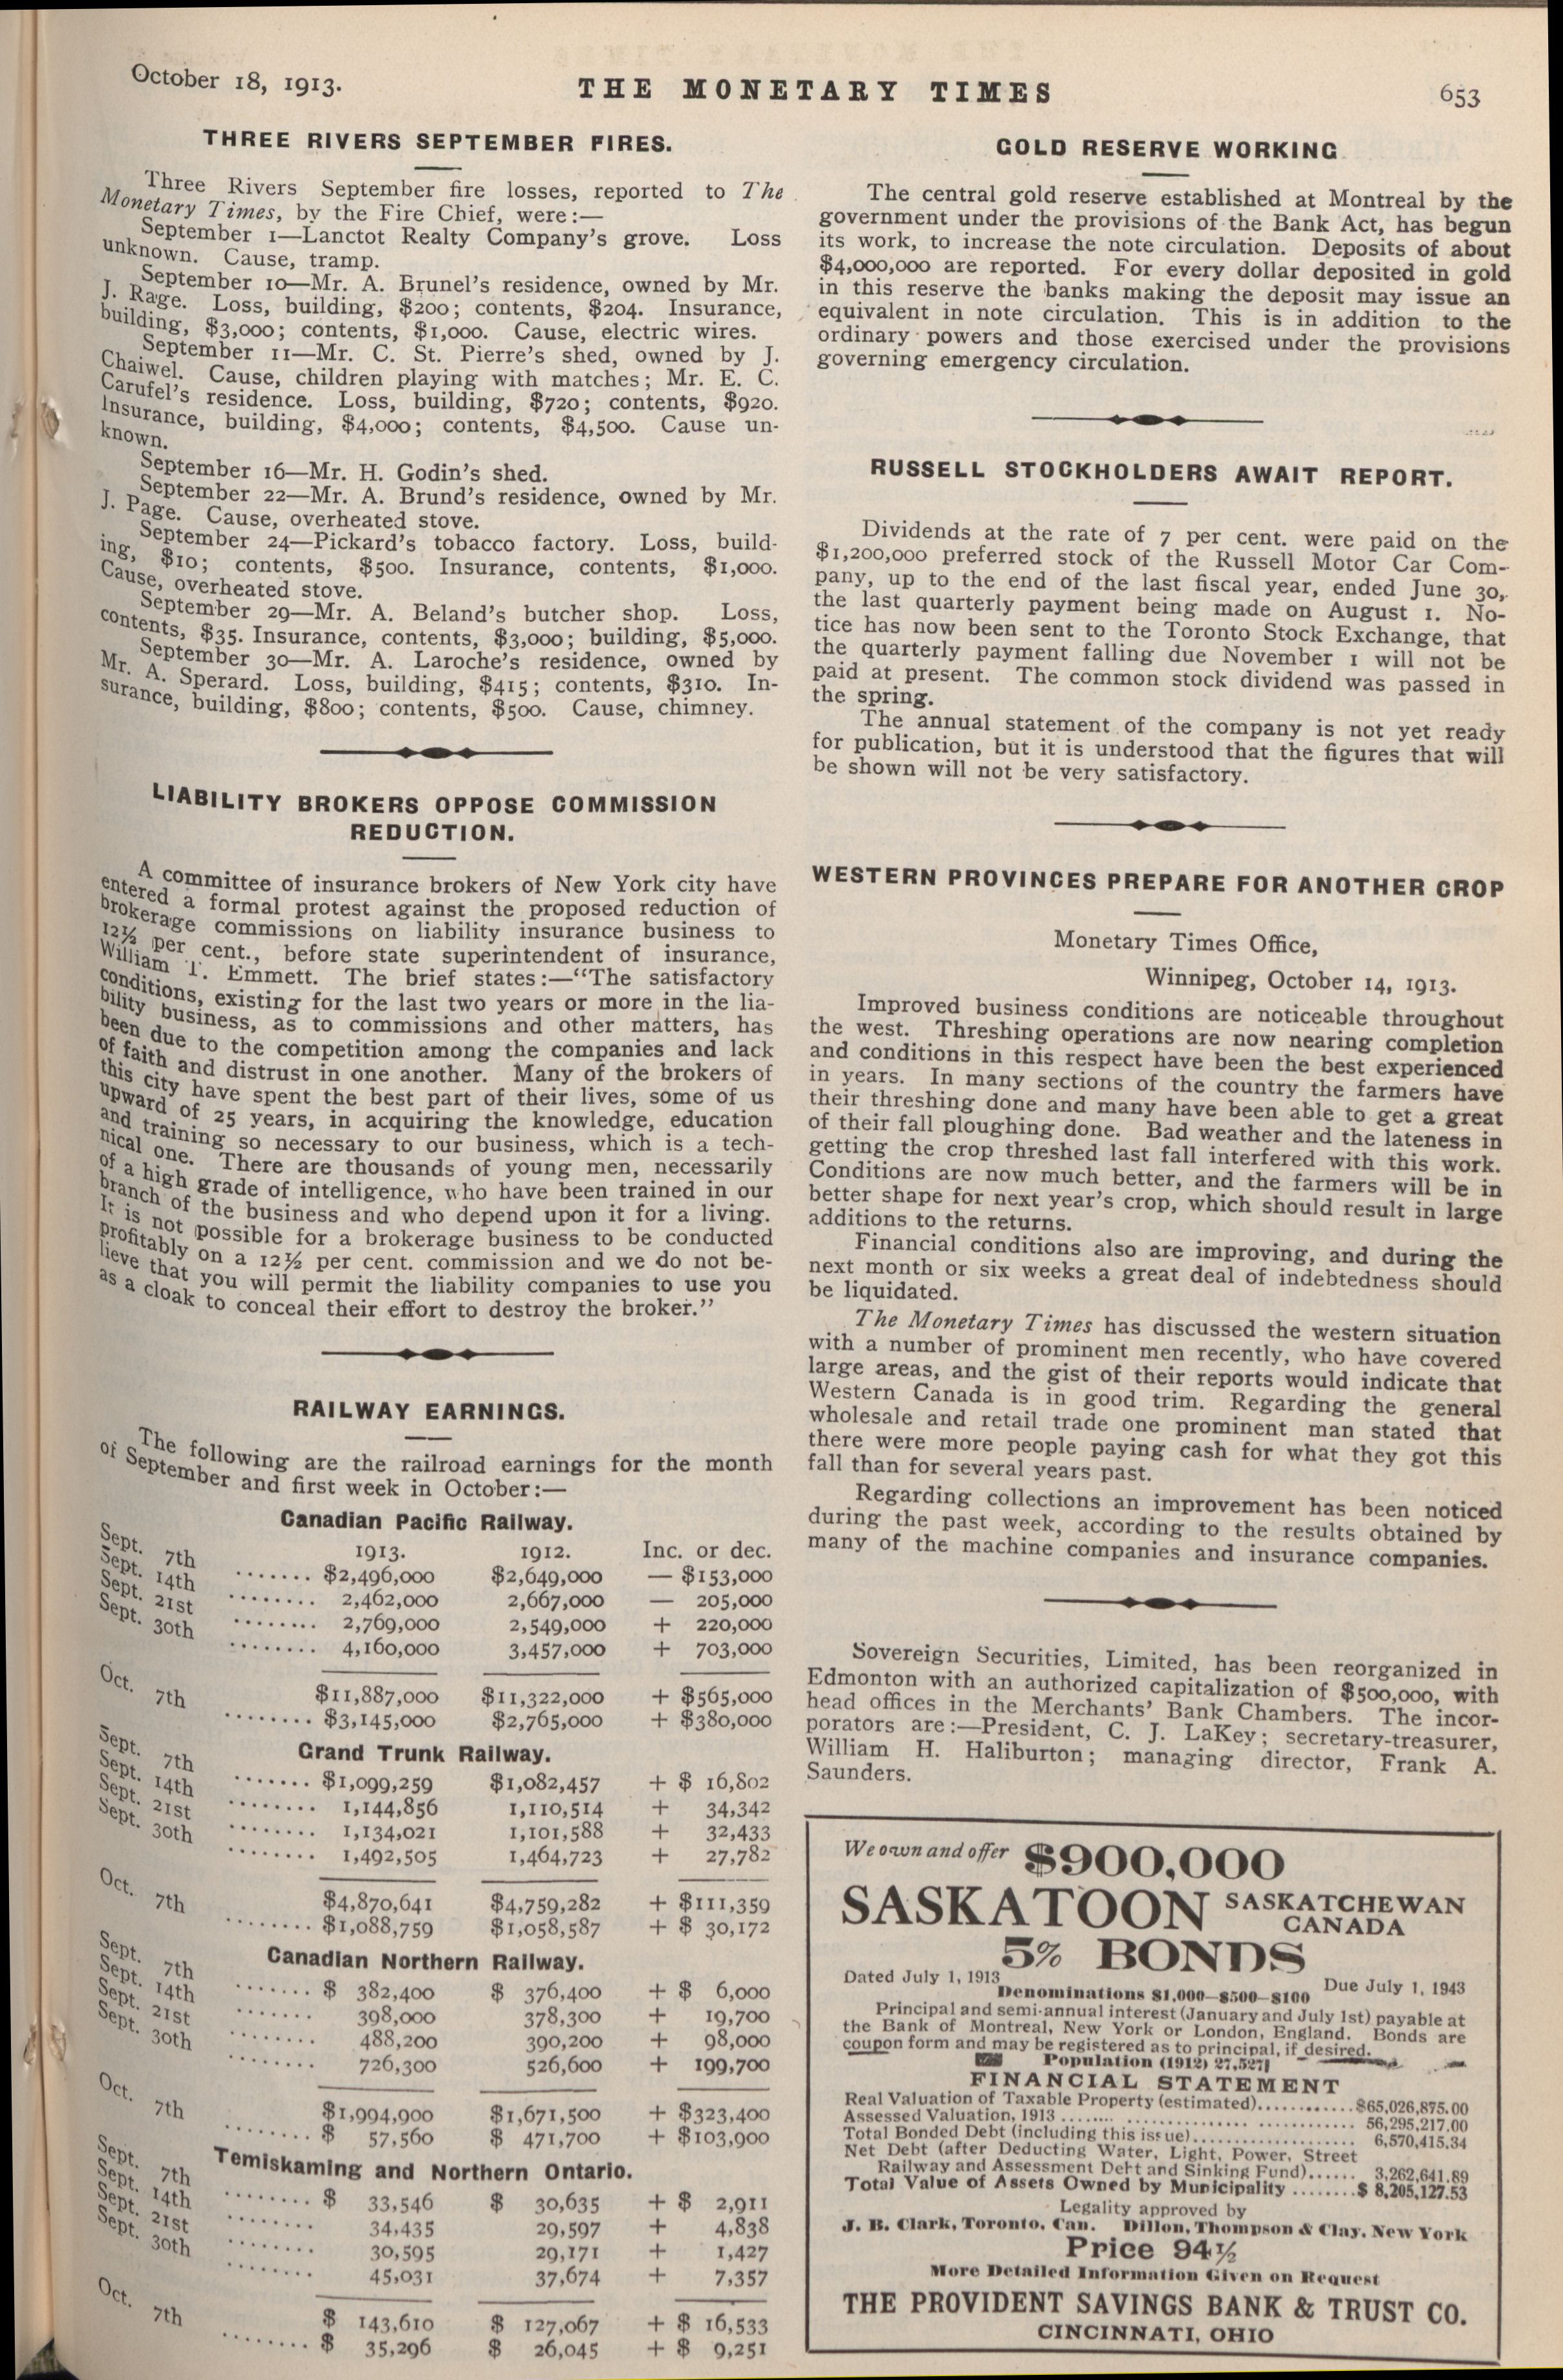 October 18, 1913.
THE MONETARY TIMES
653
THREE RIVERS SEPTEMBER FIRES.
Three Rivers September fire losses, reported to The
Monetary Times, by the Fire Chief, were:—
September 1—Lanctot Realty Company's grove. Loss
unknown. Cause, tramp.
September 10—Mr. A. Brunel's residence, owned by Mr.
J. Rage. Loss, building, $200; contents, $204. Insurance,
building, $3,000; contents, $1,000. Cause, electric wires.
September 11—Mr. C. St. Pierre's shed, owned by J.
Chaiwel. Cause, children playing with matches; Mr. E. C.
Carufel's residence. Loss, building, $720; contents, $920.
Insurance, building, $4,000; contents, $4,500. Cause un-
known.
September 16—Mr. H. Godin's shed.
September 22—Mr. A. Brund's residence, owned by Mr.
J. Page. Cause, overheated stove.
September 24—Pickard's tobacco factory. Loss, build-
ing, $10; contents, $500. Insurance, contents, $1,000.
Cause, overheated stove.
September 29—Mr. A. Beland's butcher shop. Loss,
contents, $35. Insurance, contents, $3,000; building, $5,000.
September 30—Mr. A. Laroche's residence, owned by
Mr. A. Sperard. Loss, building, $415; contents, $310. In-
surance, building, $800; contents, $500. Cause, chimney.
LIABILITY BROKERS OPPOSE COMMISSION
REDUCTION.
A committee of insurance brokers of New York city have
entered a formal protest against the proposed reduction of
brokerage commissions on liability insurance business to
12½ per cent., before state superintendent of insurance,
William T. Emmett. The brief states:—"The satisfactory
conditions, existing for the last two years or more in the lia-
bility business, as to commissions and other matters, has
been due to the competition among the companies and lack
of faith and distrust in one another. Many of the brokers of
this city have spent the best part of their lives, some of us
upward of 25 years, in acquiring the knowledge, education
and training so necessary to our business, which is a tech-
nical one. There are thousands of young men, necessarily
of a high grade of intelligence, who have been trained in our
branch of the business and who depend upon it for a living.
It is not possible for a brokerage business to be conducted
profitably on a 12½ per cent. commission and we do not be-
lieve that you will permit the liability companies to use you
as a cloak to conceal their effort to destroy the broker."
RAILWAY EARNINGS.
The following are the railroad earnings for the month
of September and first week in October:—
Canadian Pacific Railway.
1913. 1912. Inc. or dec.
Sept. 7th ....... $2,496,000 $2,649,000 — $153,000
Sept. 14th ........ 2,462,000 2,667,000 — 205,000
Sept. 21st ........ 2,769,000 2,549,000 + 220,000
Sept. 30th ........ 4,160,000 3,457,000 + 703,000
$11,887,000 $11,322,000 + $565,000
Oct. 7th ........ $3,145,000 $2,765,000 + $380,000
Grand Trunk Railway.
Sept. 7th ....... $1,099,259 $1,082,457 + $ 16,802
Sept. 14th ........ 1,144,856 1,110,514 + 34,342
Sept. 21st ........ 1,134,021 1,101,588 + 32,433
Sept. 30th ........ 1,492,505 1,464,723 + 27,782
$4,870,641 $4,759,282 + $111,359
Oct. 7th ........ $1,088,759 $1,058,587 + $ 30,172
Canadian Northern Railway.
Sept. 7th ....... $ 382,400 $ 376,400 + $ 6,000
Sept. 14th ....... 398,000 378,300 + 19,700
Sept. 21st ........ 488,200 390,200 + 98,000
Sept. 30th ........ 726,300 526,600 + 199,700
$1,994,900 $1,671,500 + $323,400
Oct. 7th ........ $ 57,560 $ 471,700 + $103,900
Temiskaming and Northern Ontario.
Sept. 7th ........ $ 33,546 $ 30,635 + $ 2,911
Sept. 14th ........ 34,435 29,597 + 4,838
Sept. 21st ........ 30,595 29,171 + 1,427
Sept. 30th ........ 45,031 37,674 + 7,357
$ 143,610 $ 127,067 + $ 16,533
Oct. 7th ........ $ 35,296 $ 26,045 + $ 9,251
GOLD RESERVE WORKING
The central gold reserve established at Montreal by the
government under the provisions of the Bank Act, has begun
its work, to increase the note circulation. Deposits of about
$4,000,000 are reported. For every dollar deposited in gold
in this reserve the banks making the deposit may issue an
equivalent in note circulation. This is in addition to the
ordinary powers and those exercised under the provisions
governing emergency circulation.
RUSSELL STOCKHOLDERS AWAIT REPORT.
Dividends at the rate of 7 per cent. were paid on the
$1,200,000 preferred stock of the Russell Motor Car Com-
pany, up to the end of the last fiscal year, ended June 30,
the last quarterly payment being made on August 1. No-
tice has now been sent to the Toronto Stock Exchange, that
the quarterly payment falling due November 1 will not be
paid at present. The common stock dividend was passed in
the spring.
The annual statement of the company is not yet ready
for publication, but it is understood that the figures that will
be shown will not be very satisfactory.
WESTERN PROVINCES PREPARE FOR ANOTHER CROP
Monetary Times Office,
Winnipeg, October 14, 1913.
Improved business conditions are noticeable throughout
the west. Threshing operations are now nearing completion
and conditions in this respect have been the best experienced
in years. In many sections of the country the farmers have
their threshing done and many have been able to get a great
of their fall ploughing done. Bad weather and the lateness in
getting the crop threshed last fall interfered with this work.
Conditions are now much better, and the farmers will be in
better shape for next year's crop, which should result in large
additions to the returns.
Financial conditions also are improving, and during the
next month or six weeks a great deal of indebtedness should
be liquidated.
The Monetary Times has discussed the western situation
with a number of prominent men recently, who have covered
large areas, and the gist of their reports would indicate that
Western Canada is in good trim. Regarding the general
wholesale and retail trade one prominent man stated that
there were more people paying cash for what they got this
fall than for several years past.
Regarding collections an improvement has been noticed
during the past week, according to the results obtained by
many of the machine companies and insurance companies.
Sovereign Securities, Limited, has been reorganized in
Edmonton with an authorized capitalization of $500,000, with
head offices in the Merchants' Bank Chambers. The incor-
porators are:—President, C. J. LaKey; secretary-treasurer,
William H. Haliburton; managing director, Frank A.
Saunders.
We own and offer $900,000
SASKATOON SASKATCHEWAN
CANADA
5% BONDS
Dated July 1, 1913 Due July 1, 1943
Denominations $1,000—$500—$100
Principal and semi-annual interest (January and July 1st) payable at
the Bank of Montreal, New York or London, England. Bonds are
coupon form and may be registered as to principal, if desired.
Population (1912) 27,527
FINANCIAL STATEMENT
Real Valuation of Taxable Property (estimated)............$65,026,875.00
Assessed Valuation, 1913 ........ 56,295,217.00
Total Bonded Debt (including this issue).................... 6,570,415.34
Net Debt (after Deducting Water, Light, Power, Street
Railway and Assessment Debt and Sinking Fund)...... 3,262,641.89
Total Value of Assets Owned by Municipality ........$ 8,205,127.53
Legality approved by
J. B. Clark, Toronto, Can. Dillon, Thompson & Clay, New York
Price 94½
More Detailed Information Given on Request
THE PROVIDENT SAVINGS BANK & TRUST CO.
CINCINNATI, OHIO